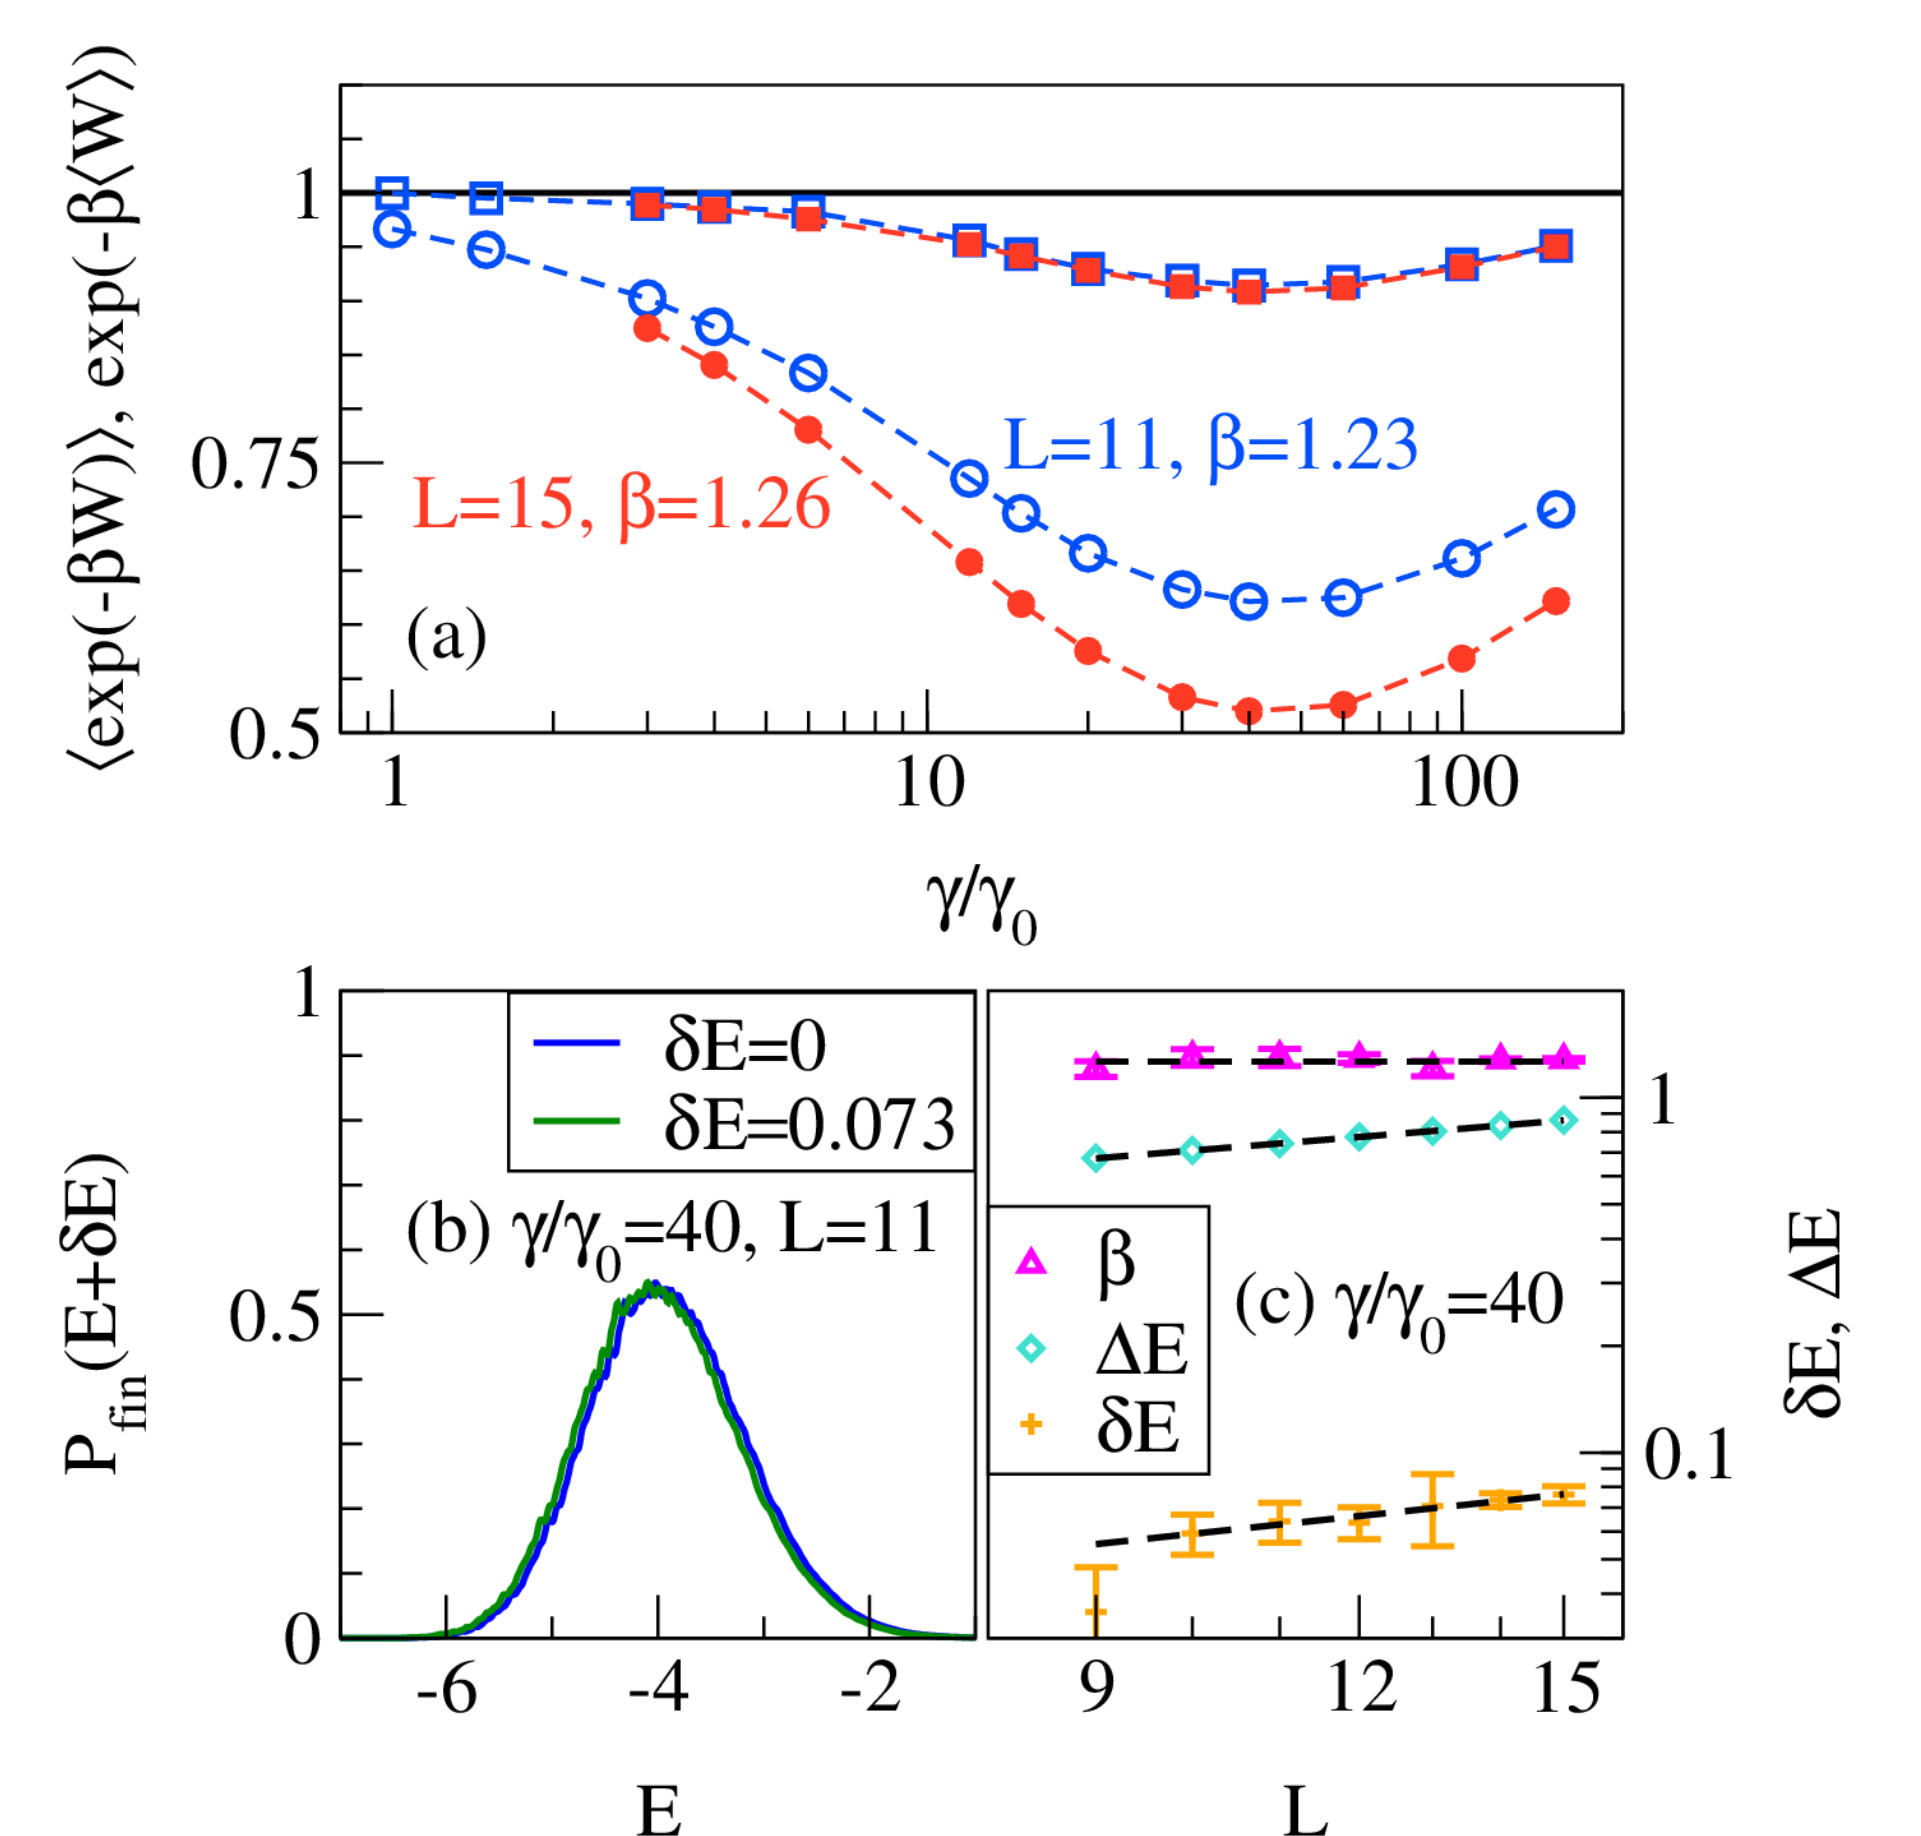 ⟨exp(-βW)⟩, exp(-β⟨W⟩)
1
0.75
0.5
L=11, β=1.23
L=15, β=1.26
(a)
1 10 100
γ/γ0
P fin (E+δE)
1
0.5
0
δE=0
δE=0.073
(b) γ/γ0=40, L=11
-6 -4 -2
E
β
ΔE
δE
(c) γ/γ0=40
1
0.1
δE, ΔE
9 12 15
L